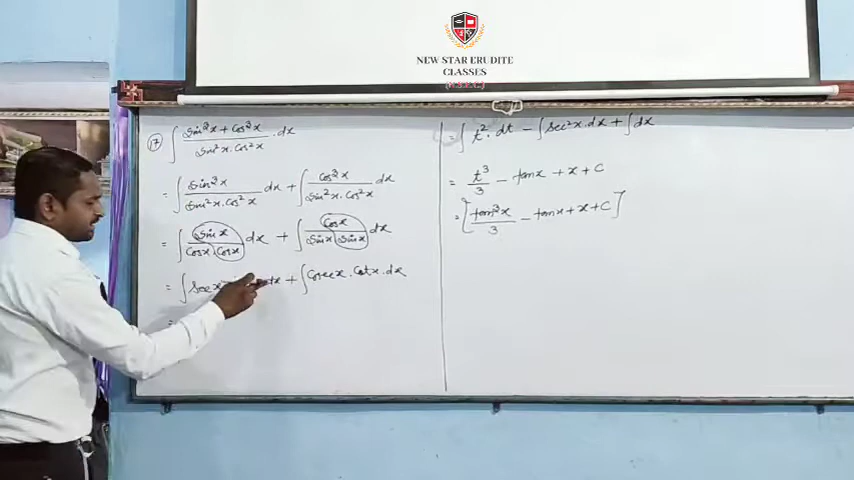 NEW STAR ERUDITE
CLASSES
(N.S.E.C)
17 ∫ (sin³x + cos³x)/(sin²x · cos²x) · dx
= ∫ sin³x/(sin²x · cos²x) dx + ∫ cos³x/(sin²x · cos²x) dx
= ∫ sinx/(cosx · cosx) dx + ∫ cosx/(sinx · sinx) dx
= ∫ secx dx + ∫ cosecx · cotx · dx
=
= ∫ t² · dt − ∫ sec²x · dx + ∫ dx
= t³/3 − tanx + x + C
= [tan³x/3 − tanx + x + C]